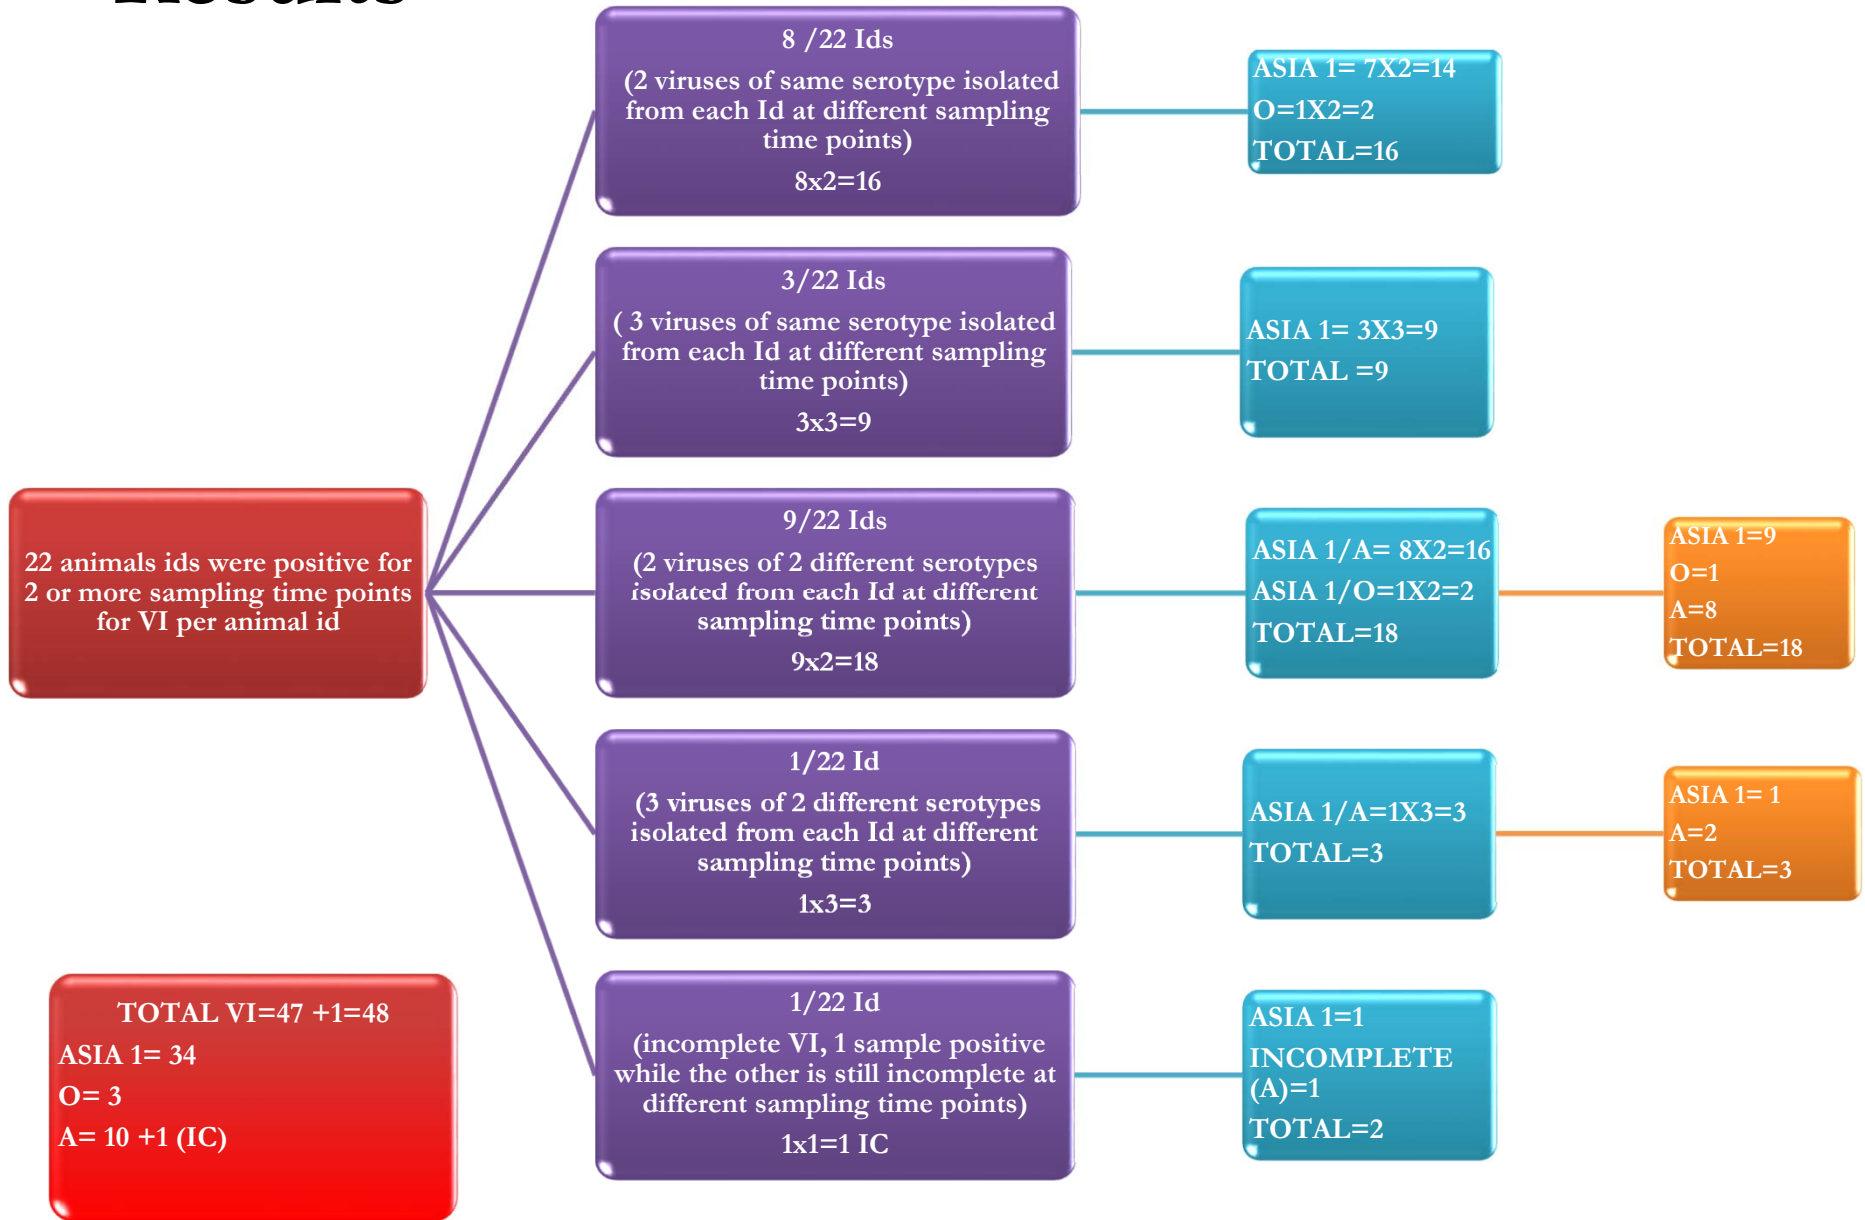 Results
8 /22 Ids
(2 viruses of same serotype isolated
from each Id at different sampling
time points)
8x2=16
ASIA 1= 7X2=14
O=1X2=2
TOTAL=16
3/22 Ids
( 3 viruses of same serotype isolated
from each Id at different sampling
time points)
3x3=9
ASIA 1= 3X3=9
TOTAL =9
22 animals ids were positive for
2 or more sampling time points
for VI per animal id
9/22 Ids
(2 viruses of 2 different serotypes
isolated from each Id at different
sampling time points)
9x2=18
ASIA 1/A= 8X2=16
ASIA 1/O=1X2=2
TOTAL=18
ASIA 1=9
O=1
A=8
TOTAL=18
1/22 Id
(3 viruses of 2 different serotypes
isolated from each Id at different
sampling time points)
1x3=3
ASIA 1/A=1X3=3
TOTAL=3
ASIA 1= 1
A=2
TOTAL=3
1/22 Id
(incomplete VI, 1 sample positive
while the other is still incomplete at
different sampling time points)
1x1=1 IC
ASIA 1=1
INCOMPLETE
(A)=1
TOTAL=2
TOTAL VI=47 +1=48
ASIA 1= 34
O= 3
A= 10 +1 (IC)